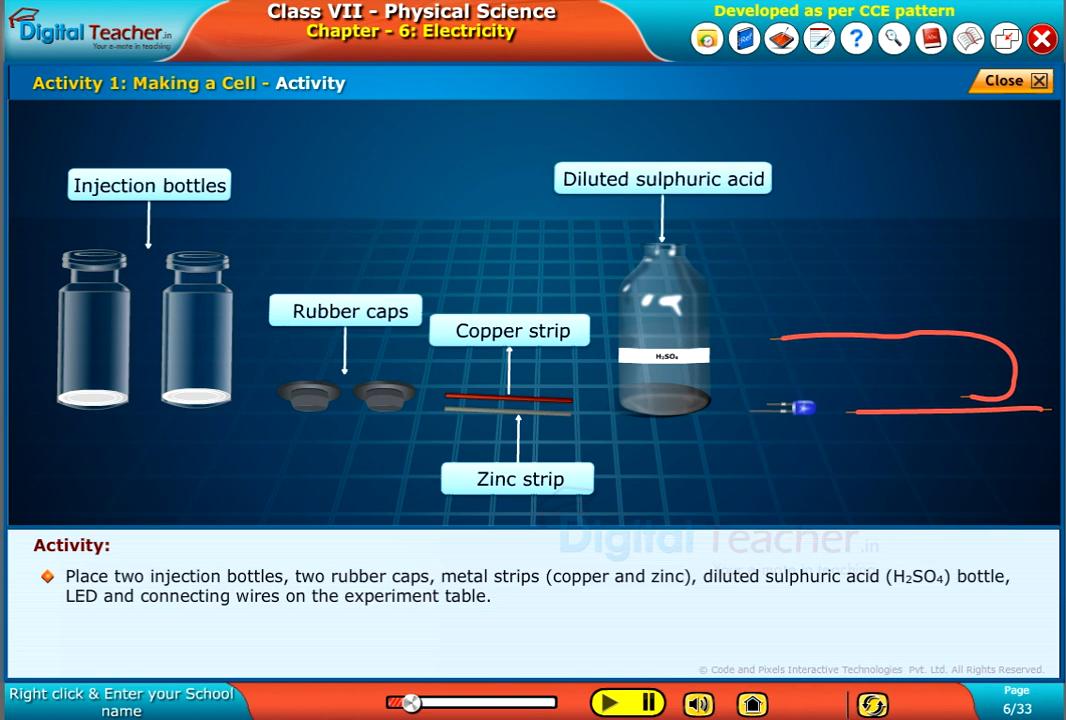 Digital Teacher.in
Your e-mate in teaching
Class VII - Physical Science
Chapter - 6: Electricity
Developed as per CCE pattern
Activity 1: Making a Cell - Activity
Close
Injection bottles
Diluted sulphuric acid
Rubber caps
Copper strip
H₂SO₄
Zinc strip
Digital Teacher.in
Activity:
Place two injection bottles, two rubber caps, metal strips (copper and zinc), diluted sulphuric acid (H₂SO₄) bottle,
LED and connecting wires on the experiment table.
© Code and Pixels Interactive Technologies Pvt. Ltd. All Rights Reserved.
Right click & Enter your School
name
Page
6/33